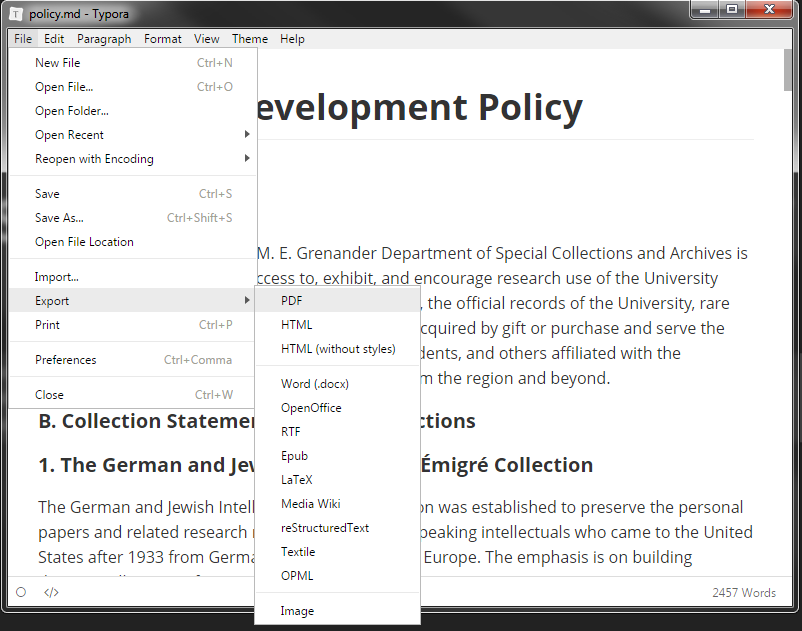 policy.md - Typora
File Edit Paragraph Format View Theme Help
New File Ctrl+N
Open File... Ctrl+O
Open Folder...
Open Recent
Reopen with Encoding
Save Ctrl+S
Save As... Ctrl+Shift+S
Open File Location
Import...
Export
Print Ctrl+P
Preferences Ctrl+Comma
Close Ctrl+W
PDF
HTML
HTML (without styles)
Word (.docx)
OpenOffice
RTF
Epub
LaTeX
Media Wiki
reStructuredText
Textile
OPML
Image
evelopment Policy
M. E. Grenander Department of Special Collections and Archives is
ccess to, exhibit, and encourage research use of the University
, the official records of the University, rare
cquired by gift or purchase and serve the
dents, and others affiliated with the
m the region and beyond.
B. Collection Statemen ctions
1. The German and Jew Émigré Collection
The German and Jewish Intell on was established to preserve the personal
papers and related research peaking intellectuals who came to the United
States after 1933 from Germa Europe. The emphasis is on building
</> 2457 Words